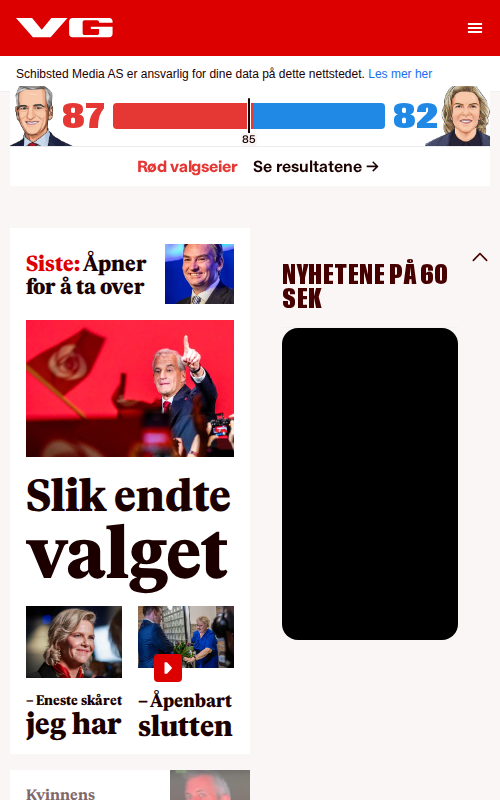 VG
Schibsted Media AS er ansvarlig for dine data på dette nettstedet. Les mer her
87 82
85
Rød valgseier Se resultatene →
Siste: Åpner
for å ta over
NYHETENE PÅ 60
SEK
Slik endte
valget
– Eneste skåret
jeg har
– Åpenbart
slutten
Kvinnens